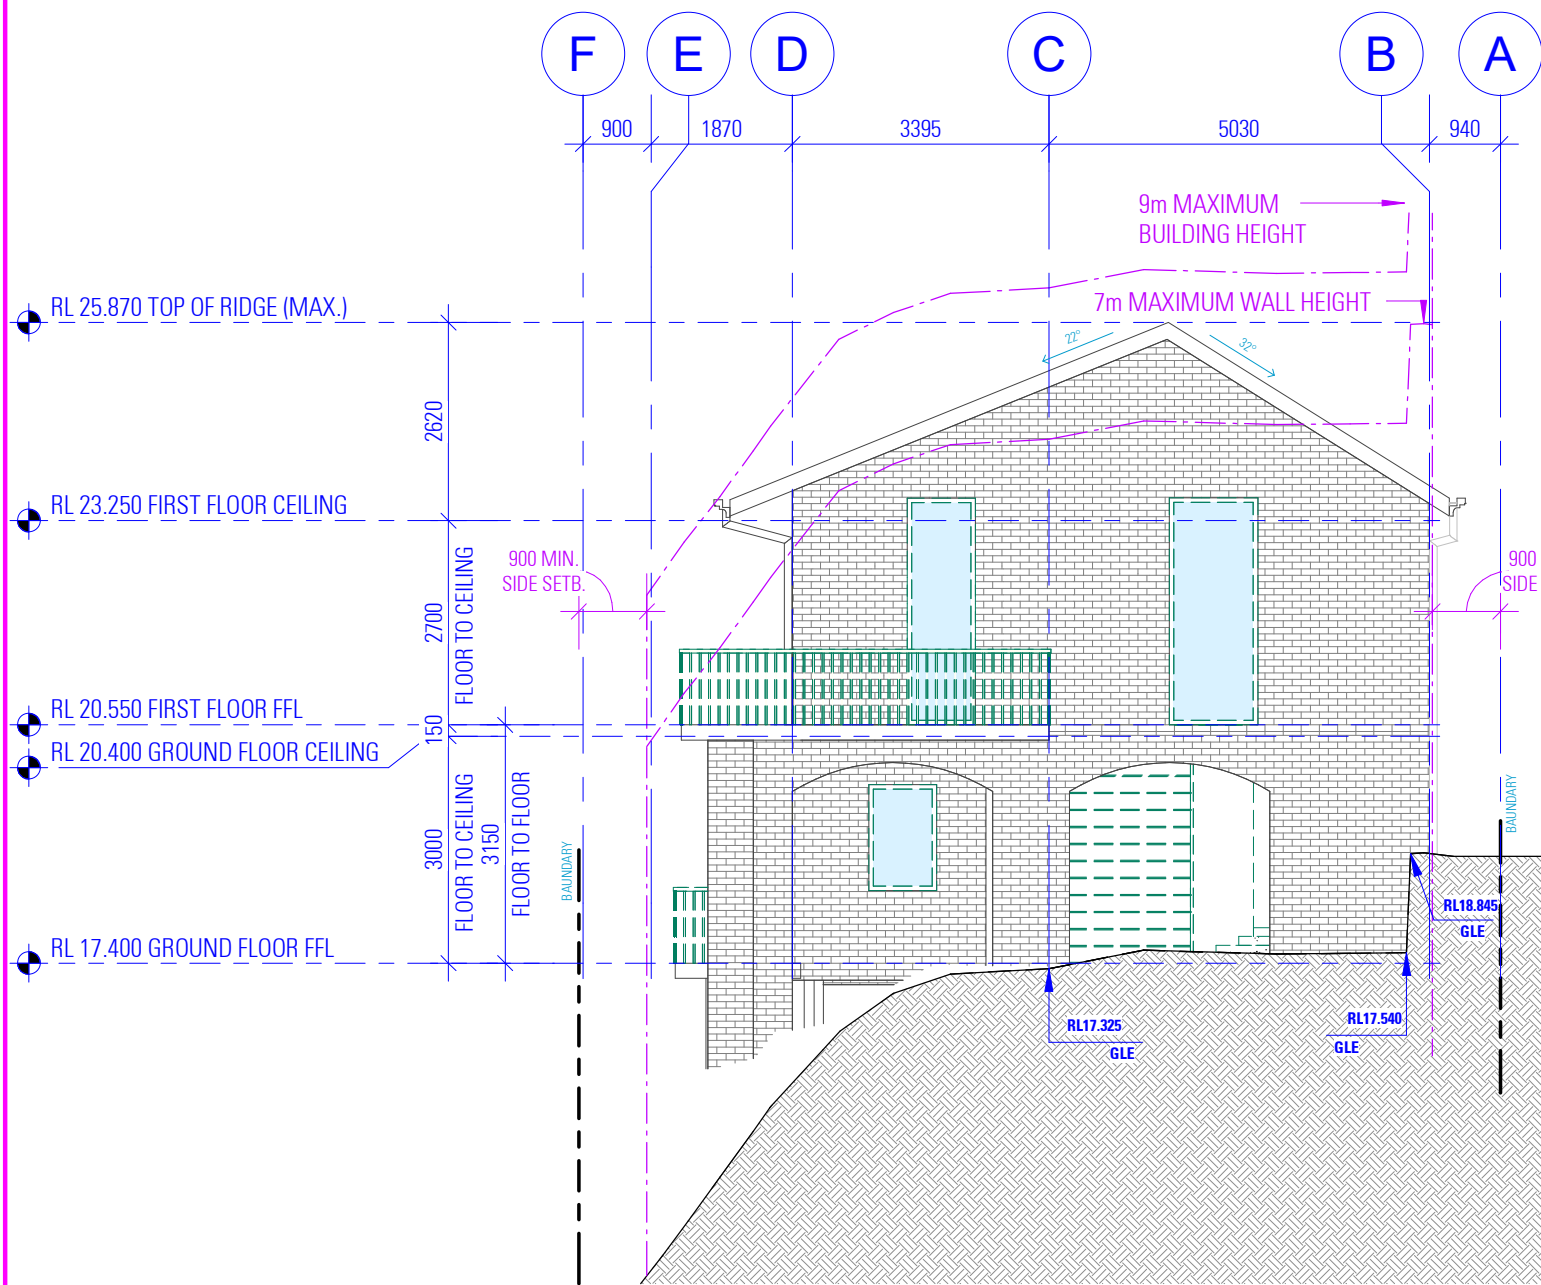 F E D C B A
900 1870 3395 5030 940
9m MAXIMUM
BUILDING HEIGHT
RL 25.870 TOP OF RIDGE (MAX.)
7m MAXIMUM WALL HEIGHT
22°
32°
2620
RL 23.250 FIRST FLOOR CEILING
900 MIN.
SIDE SETB.
900
SIDE
2700
FLOOR TO CEILING
RL 20.550 FIRST FLOOR FFL
150
RL 20.400 GROUND FLOOR CEILING
3000
FLOOR TO CEILING
3150
FLOOR TO FLOOR
BAUNDARY
BAUNDARY
RL18.845
GLE
RL 17.400 GROUND FLOOR FFL
RL17.325
GLE
RL17.540
GLE